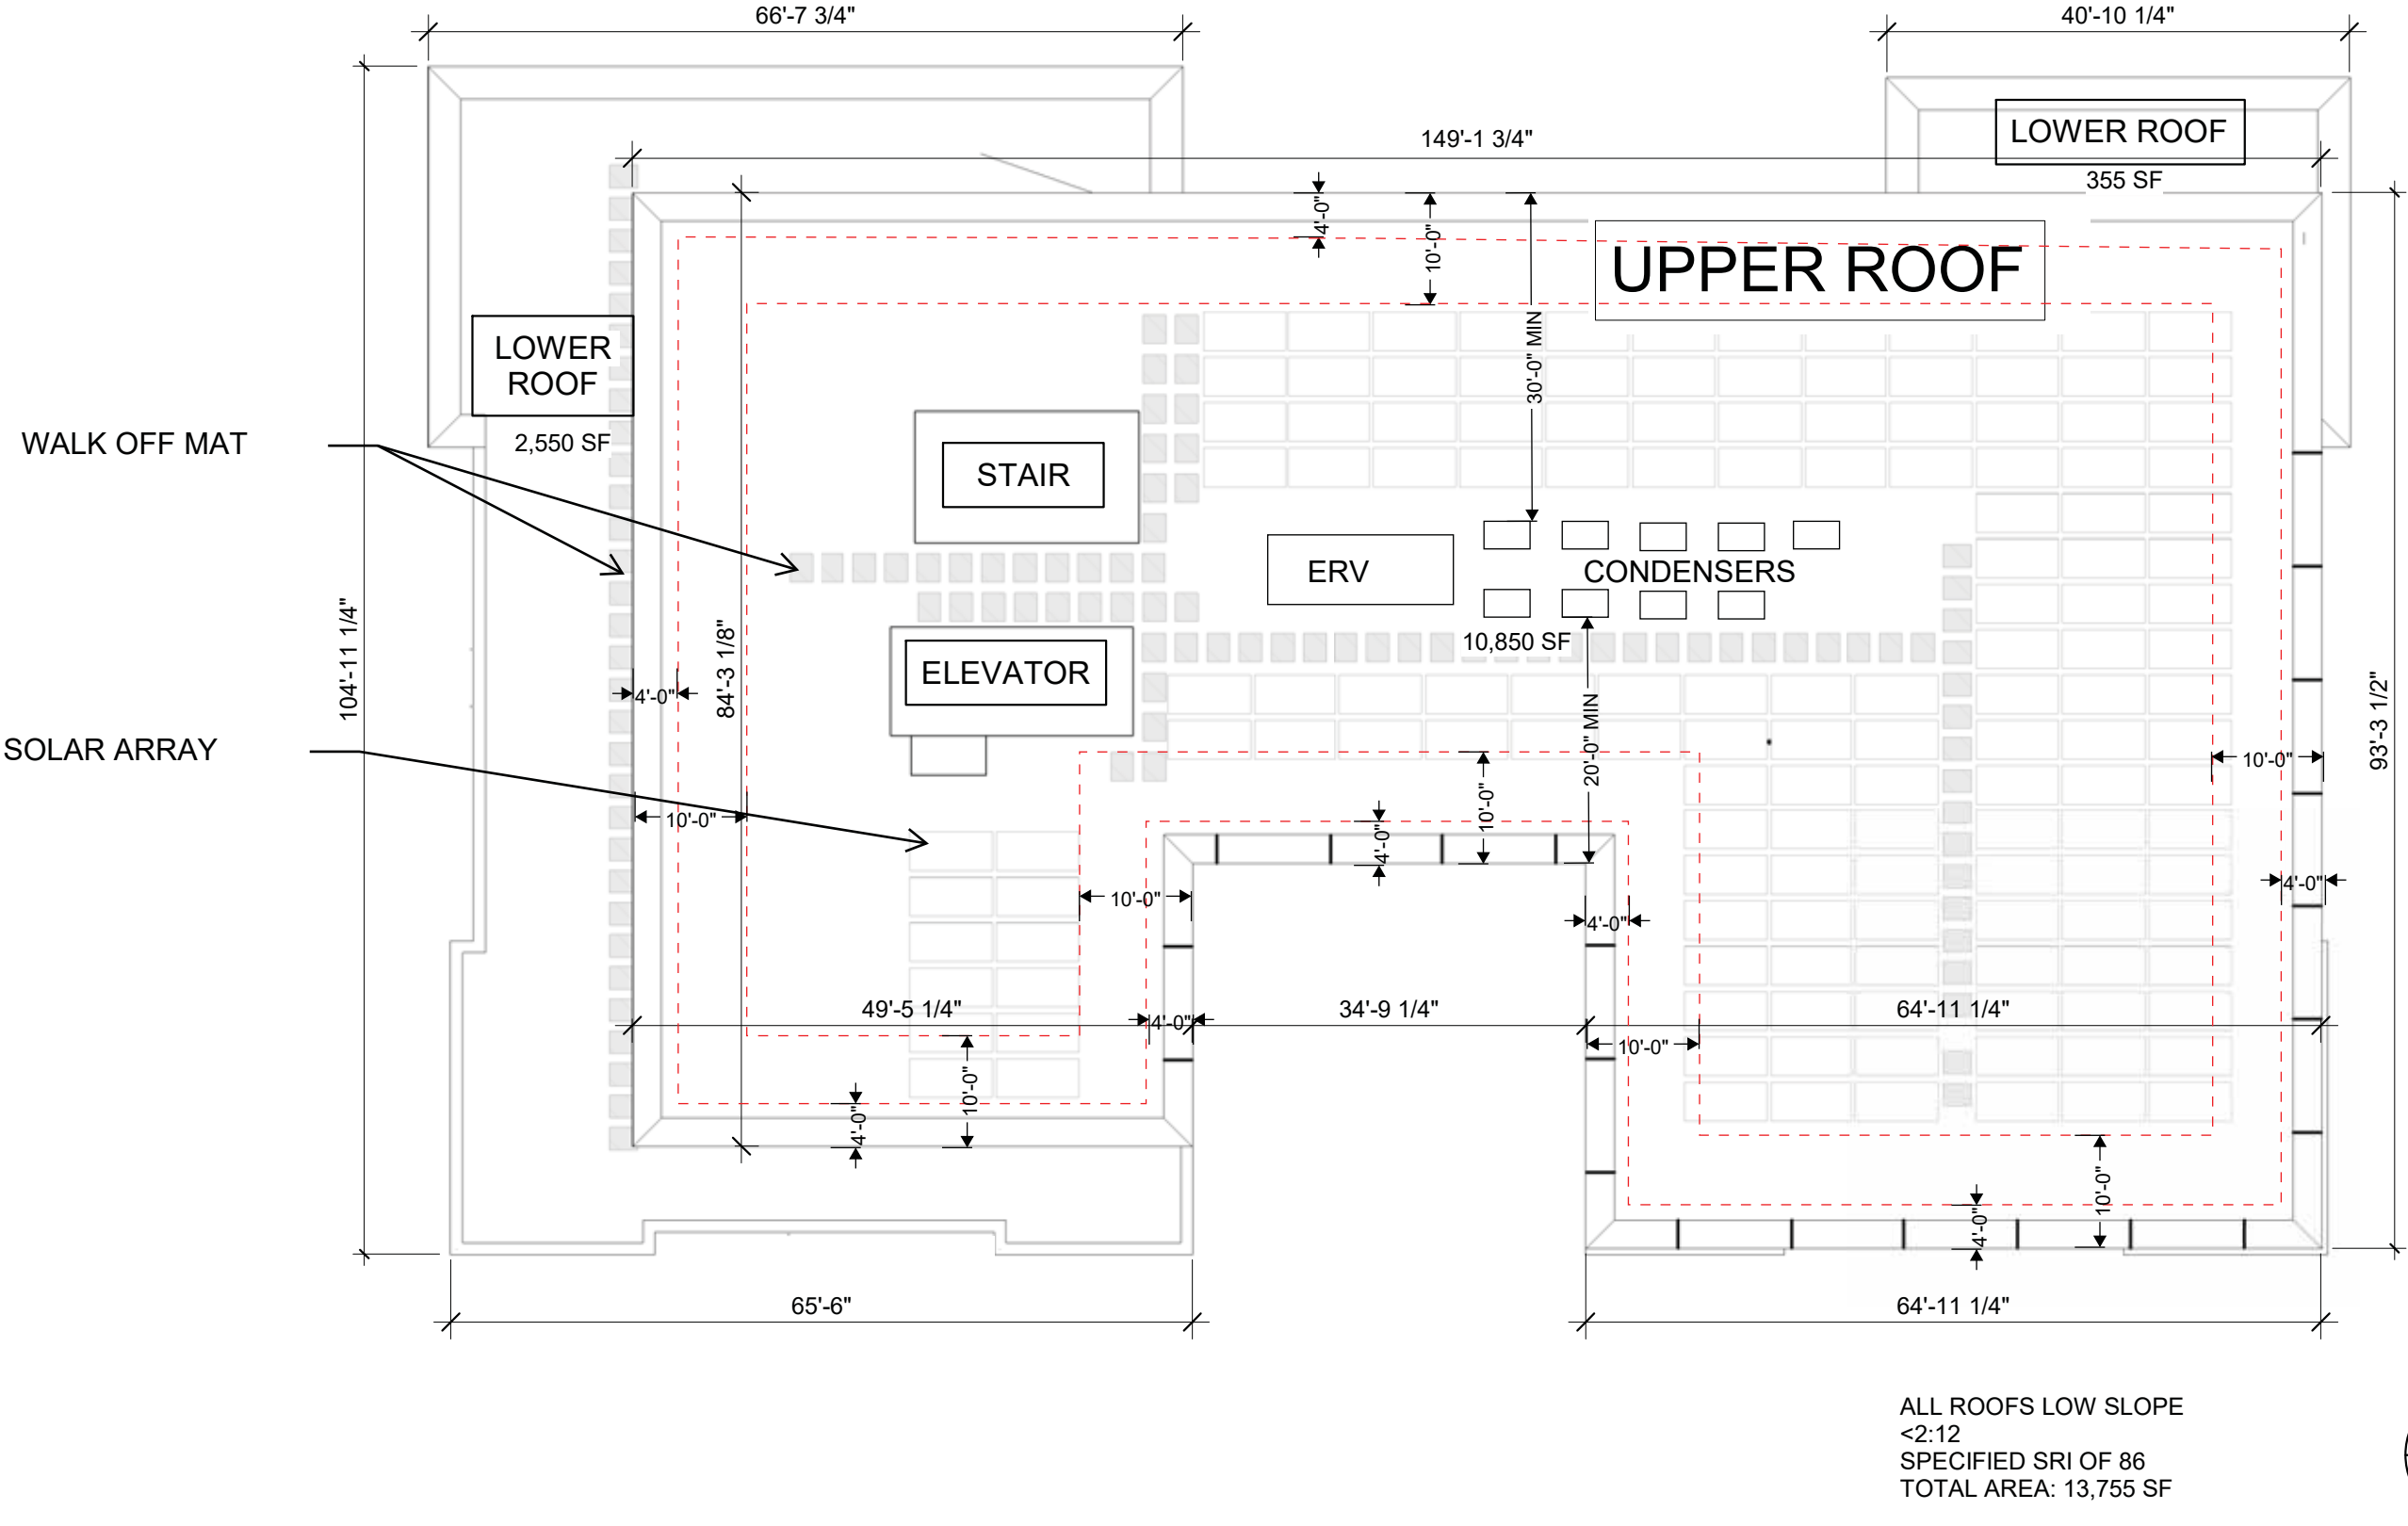 66'-7 3/4"
40'-10 1/4"
149'-1 3/4"
LOWER ROOF
355 SF
4'-0"
10'-0"
30'-0" MIN
UPPER ROOF
LOWER
ROOF
2,550 SF
WALK OFF MAT
STAIR
ERV
CONDENSERS
10,850 SF
ELEVATOR
104'-11 1/4"
84'-3 1/8"
4'-0"
93'-3 1/2"
SOLAR ARRAY
20'-0" MIN
10'-0"
10'-0"
10'-0"
4'-0"
10'-0"
4'-0"
4'-0"
49'-5 1/4"
4'-0"
34'-9 1/4"
64'-11 1/4"
10'-0"
10'-0"
4'-0"
10'-0"
4'-0"
65'-6"
64'-11 1/4"
ALL ROOFS LOW SLOPE
<2:12
SPECIFIED SRI OF 86
TOTAL AREA: 13,755 SF